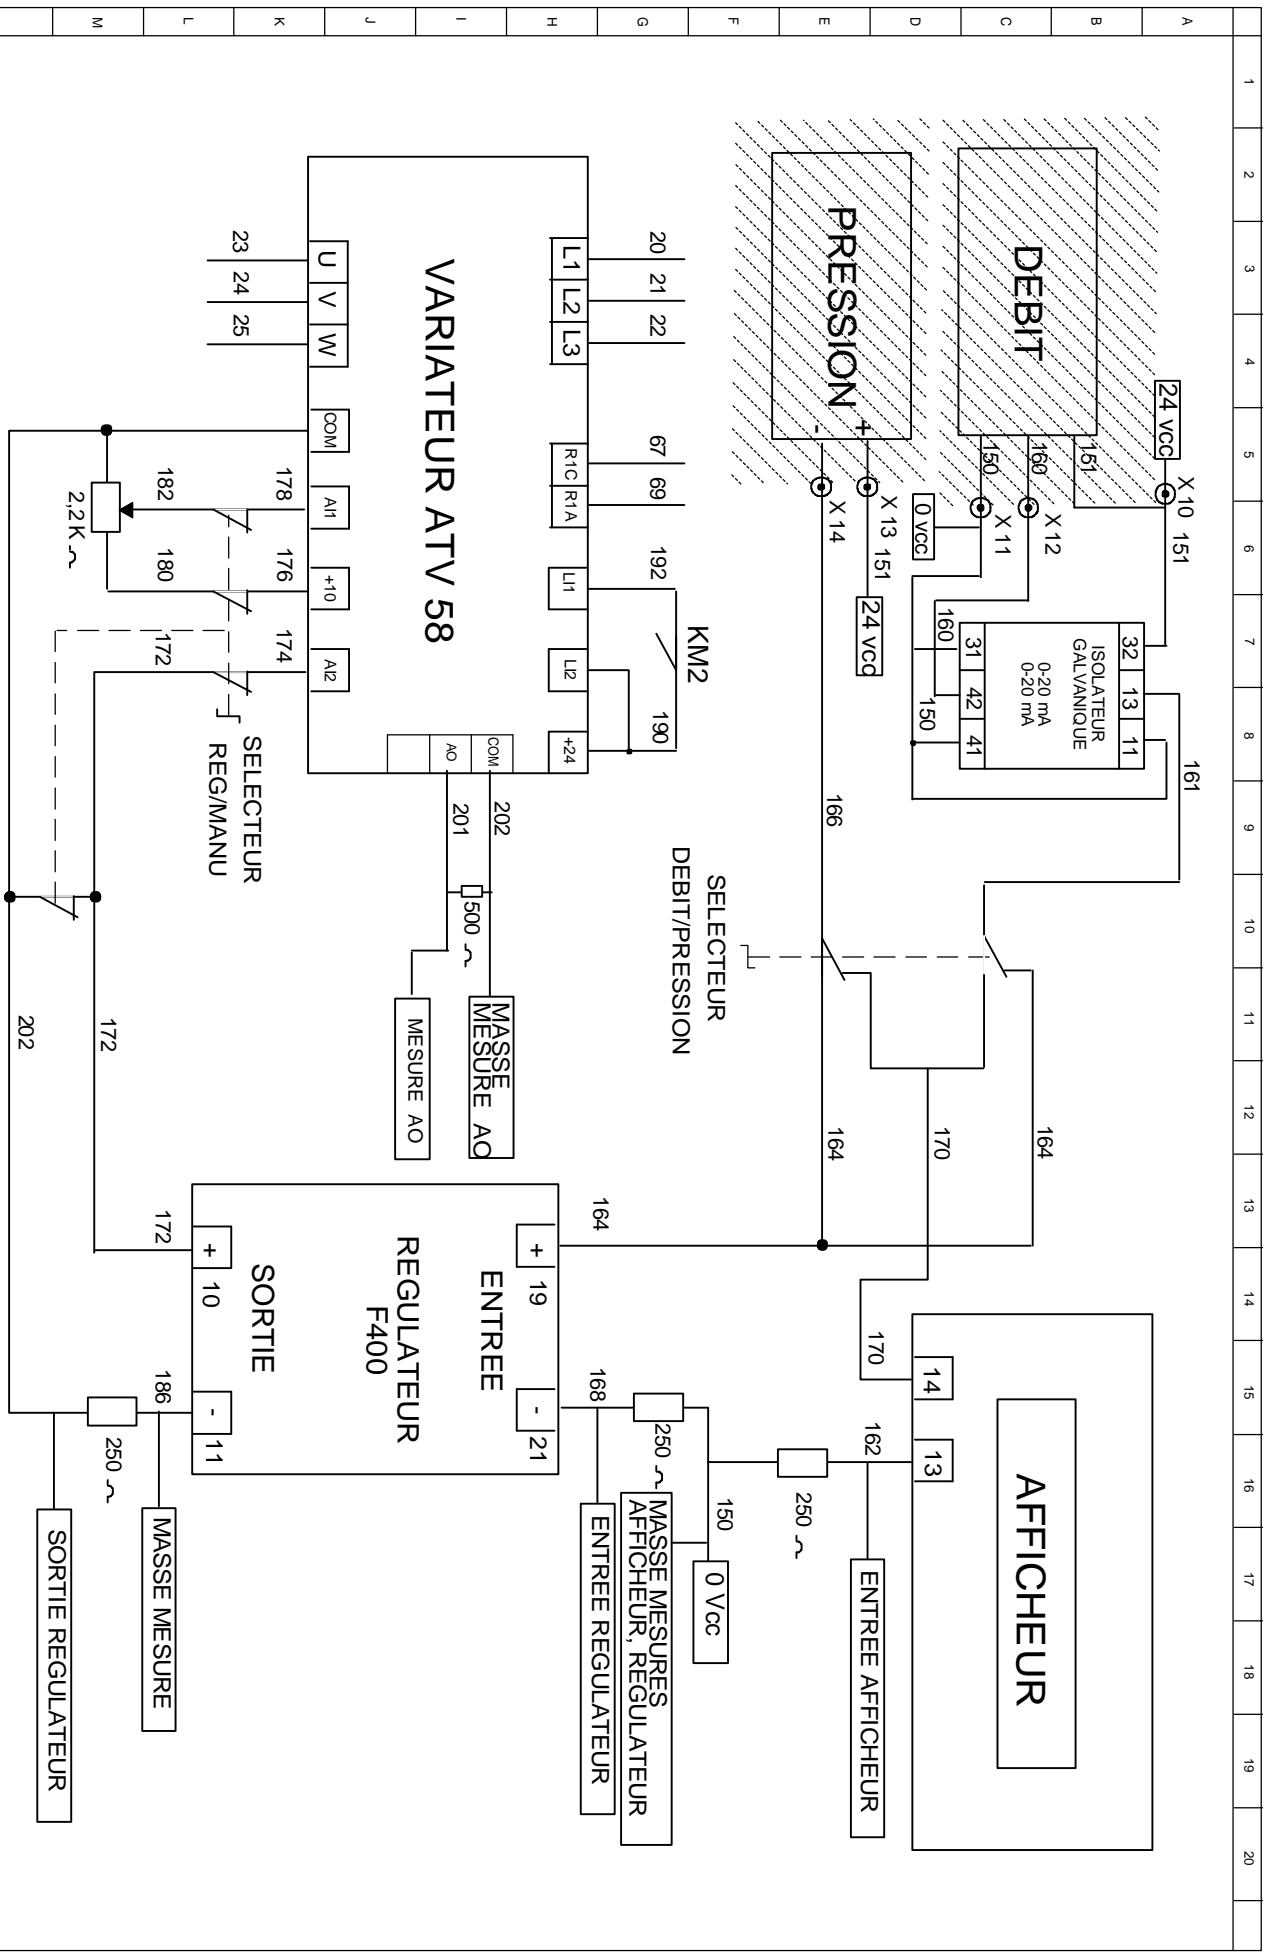 1
2
3
4
5
6
7
8
9
10
11
12
13
14
15
16
17
18
19
20
A
B
C
D
E
F
G
H
I
J
K
L
M
24 vcc
X 10
151
151
160
150
DEBIT
X 12
X 11
0 vcc
32
13
11
ISOLATEUR
GALVANIQUE
0-20 mA
0-20 mA
31
42
41
160
150
161
PRESSION
+
-
X 13
151
24 vcc
X 14
166
164
164
170
SELECTEUR
DEBIT/PRESSION
AFFICHEUR
14
13
170
162
ENTREE AFFICHEUR
250
150
0 Vcc
MASSE MESURES
AFFICHEUR, REGULATEUR
250
168
ENTREE REGULATEUR
164
+
19
-
21
ENTREE
REGULATEUR
F400
SORTIE
+
10
-
11
172
186
MASSE MESURE
250
SORTIE REGULATEUR
20
21
22
67
69
192
KM2
190
L1
L2
L3
R1C
R1A
LI1
LI2
+24
VARIATEUR ATV 58
COM
AO
202
201
500
MASSE
MESURE AO
MESURE AO
U
V
W
COM
AI1
+10
AI2
23
24
25
178
176
174
SELECTEUR
REG/MANU
182
180
172
2,2 K
172
202